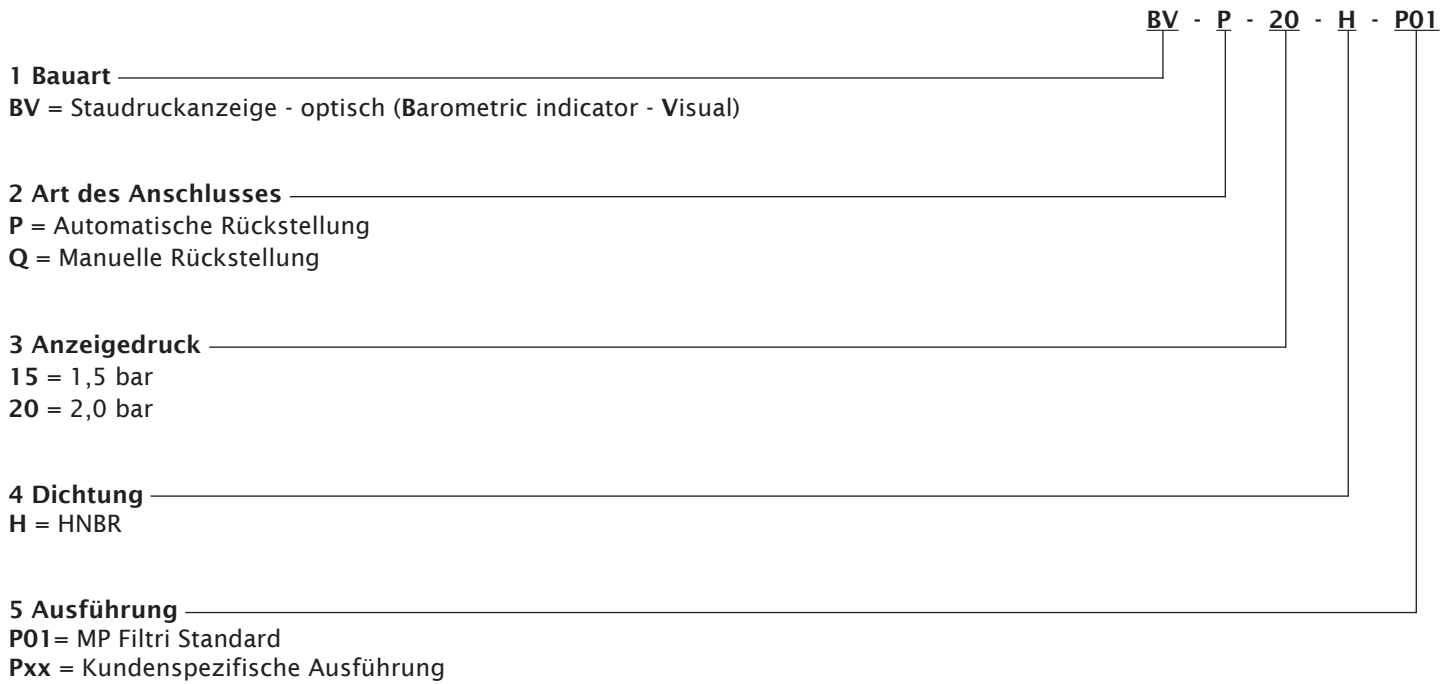 BV - P - 20 - H - P01
1 Bauart
BV = Staudruckanzeige - optisch (Barometric indicator - Visual)
2 Art des Anschlusses
P = Automatische Rückstellung
Q = Manuelle Rückstellung
3 Anzeigedruck
15 = 1,5 bar
20 = 2,0 bar
4 Dichtung
H = HNBR
5 Ausführung
P01= MP Filtri Standard
Pxx = Kundenspezifische Ausführung